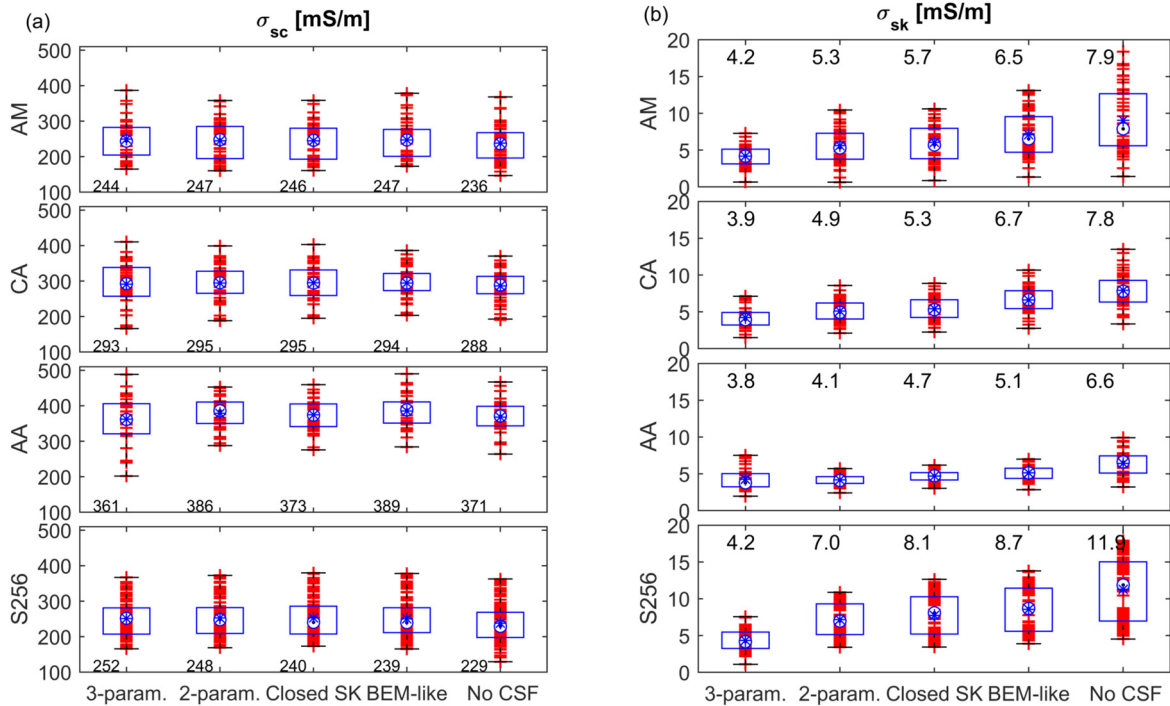 (a)
σsc [mS/m]
500
400
300
200
100
AM
244 247 246 247 236
500
400
300
200
100
CA
293 295 295 294 288
500
400
300
200
100
AA
361 386 373 389 371
500
400
300
200
100
S256
252 248 240 239 229
3-param. 2-param. Closed SK BEM-like No CSF
(b)
σsk [mS/m]
20
15
10
5
0
AM
4.2 5.3 5.7 6.5 7.9
20
15
10
5
0
CA
3.9 4.9 5.3 6.7 7.8
20
15
10
5
0
AA
3.8 4.1 4.7 5.1 6.6
20
15
10
5
0
S256
4.2 7.0 8.1 8.7 11.9
3-param. 2-param. Closed SK BEM-like No CSF